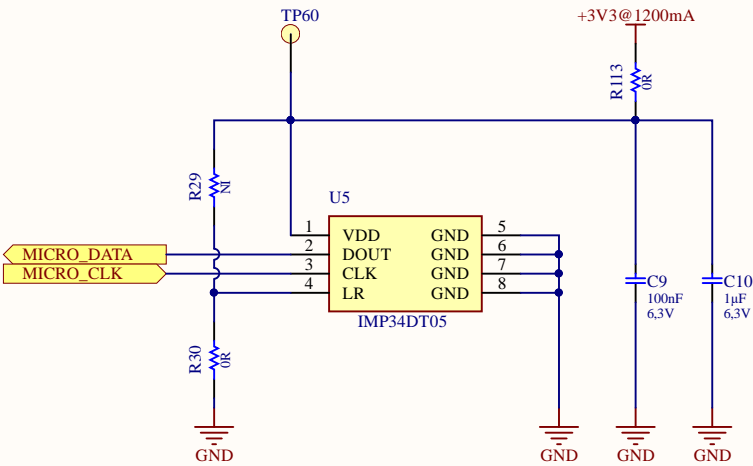 TP60
+3V3@1200mA
R113
0R
R29
NI
U5
1
VDD
GND
5
MICRO_DATA
2
DOUT
GND
6
MICRO_CLK
3
CLK
GND
7
4
LR
GND
8
IMP34DT05
C9
100nF
6,3V
C10
1µF
6,3V
R30
0R
GND
GND
GND
GND